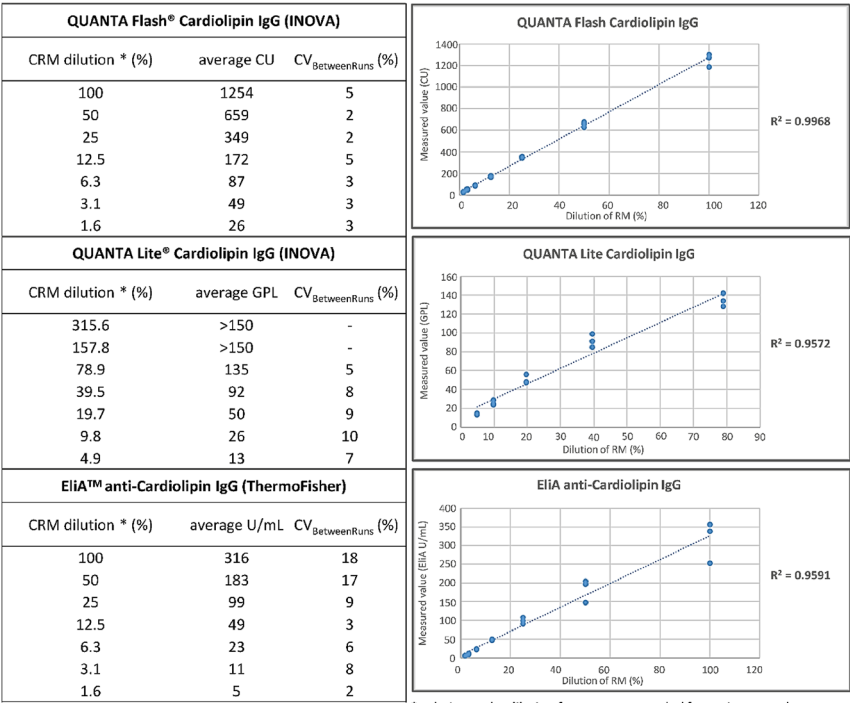 QUANTA Flash® Cardiolipin IgG (INOVA)
CRM dilution * (%) average CU CV BetweenRuns (%)
100 1254 5
50 659 2
25 349 2
12.5 172 5
6.3 87 3
3.1 49 3
1.6 26 3
QUANTA Flash Cardiolipin IgG
Measured value (CU)
1400
1200
1000
800
600
400
200
0
0 20 40 60 80 100 120
Dilution of RM (%)
R² = 0.9968
QUANTA Lite® Cardiolipin IgG (INOVA)
CRM dilution * (%) average GPL CV BetweenRuns (%)
315.6 >150 -
157.8 >150 -
78.9 135 5
39.5 92 8
19.7 50 9
9.8 26 10
4.9 13 7
QUANTA Lite Cardiolipin IgG
Measured value (GPL)
160
140
120
100
80
60
40
20
0
0 10 20 30 40 50 60 70 80 90
Dilution of RM (%)
R² = 0.9572
EliA™ anti-Cardiolipin IgG (ThermoFisher)
CRM dilution * (%) average U/mL CV BetweenRuns (%)
100 316 18
50 183 17
25 99 9
12.5 49 3
6.3 23 6
3.1 11 8
1.6 5 2
EliA anti-Cardiolipin IgG
Measured value (EliA U/mL)
400
350
300
250
200
150
100
50
0
0 20 40 60 80 100 120
Dilution of RM (%)
R² = 0.9591